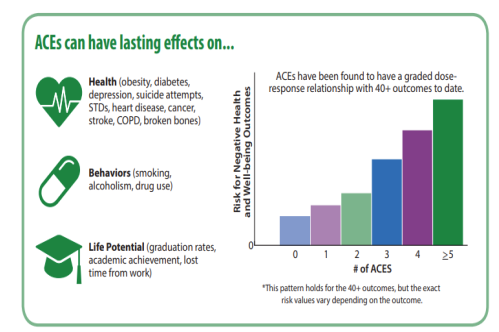 ACEs can have lasting effects on...
Health (obesity, diabetes,
depression, suicide attempts,
STDs, heart disease, cancer,
stroke, COPD, broken bones)
Behaviors (smoking,
alcoholism, drug use)
Life Potential (graduation rates,
academic achievement, lost
time from work)
ACEs have been found to have a graded dose-
response relationship with 40+ outcomes to date.
Risk for Negative Health
and Well-being Outcomes
0
0 1 2 3 4 ≥5
# of ACES
*This pattern holds for the 40+ outcomes, but the exact
risk values vary depending on the outcome.